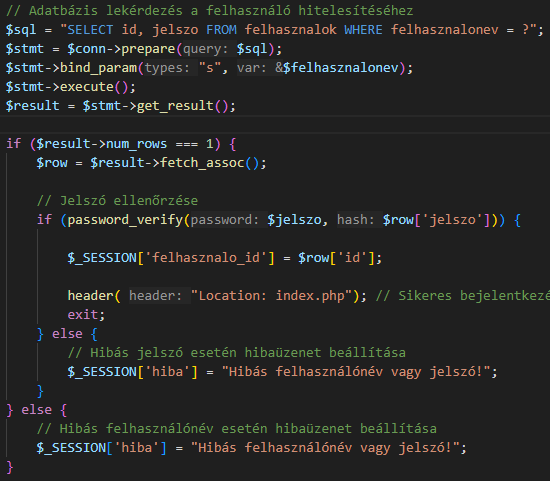 // Adatbázis lekérdezés a felhasználó hitelesítéséhez
$sql = "SELECT id, jelszo FROM felhasznalok WHERE felhasznalonev = ?";
$stmt = $conn->prepare(query: $sql);
$stmt->bind_param(types: "s", var: &$felhasznalonev);
$stmt->execute();
$result = $stmt->get_result();
if ($result->num_rows === 1) {
$row = $result->fetch_assoc();
// Jelszó ellenőrzése
if (password_verify(password: $jelszo, hash: $row['jelszo'])) {
$_SESSION['felhasznalo_id'] = $row['id'];
header( header: "Location: index.php"); // Sikeres bejelentkezé
exit;
} else {
// Hibás jelszó esetén hibaüzenet beállítása
$_SESSION['hiba'] = "Hibás felhasználónév vagy jelszó!";
}
} else {
// Hibás felhasználónév esetén hibaüzenet beállítása
$_SESSION['hiba'] = "Hibás felhasználónév vagy jelszó!";
}